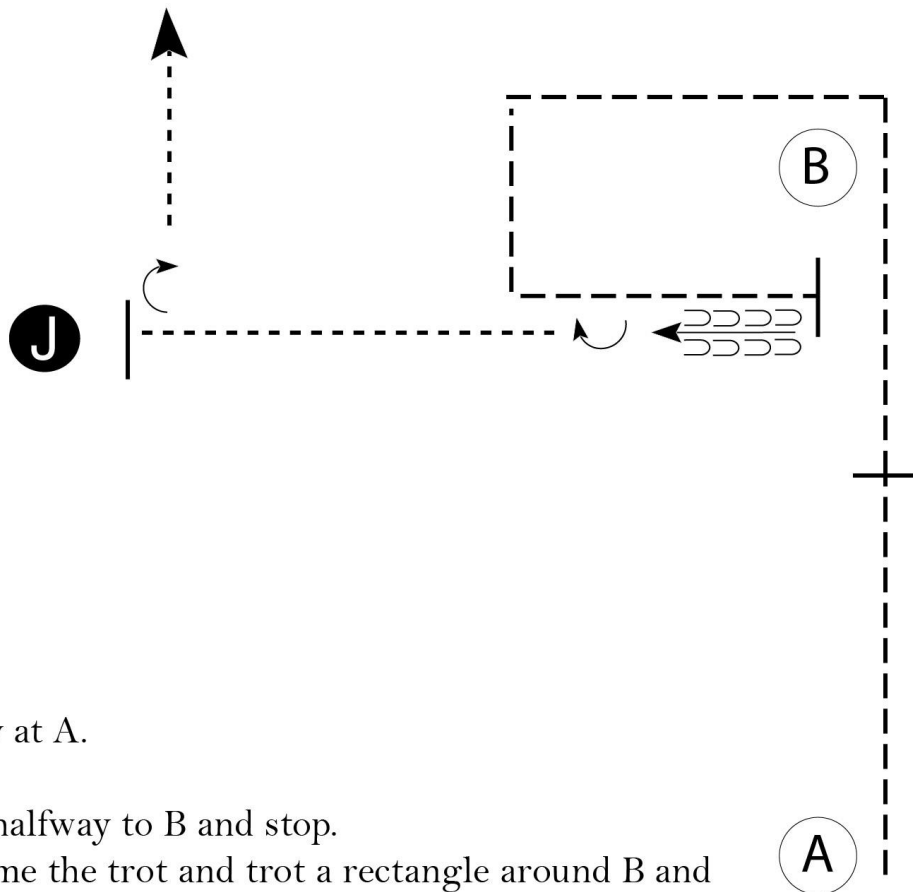 B
J
at A.
halfway to B and stop.
me the trot and trot a rectangle around B and
A